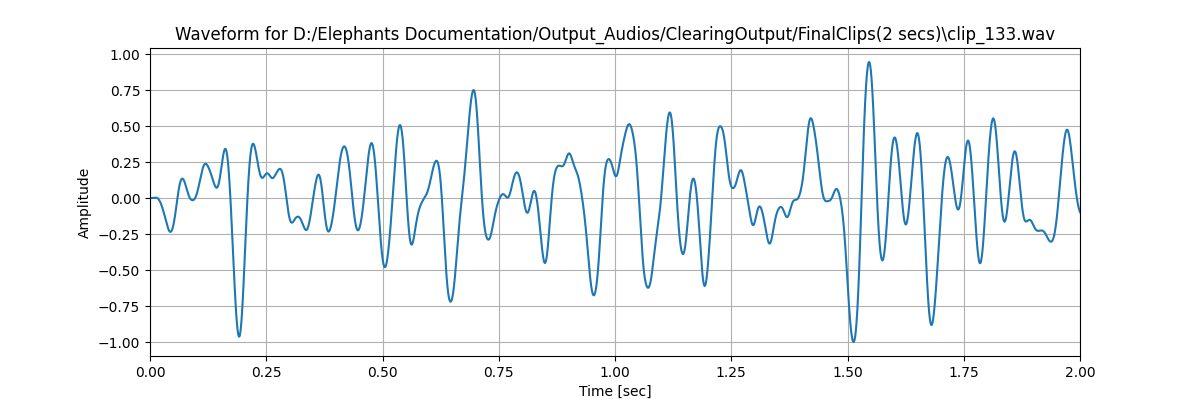 Waveform for D:/Elephants Documentation/Output_Audios/ClearingOutput/FinalClips(2 secs)\clip_133.wav
1.00
0.75
0.50
0.25
0.00
−0.25
−0.50
−0.75
−1.00
Amplitude
0.00 0.25 0.50 0.75 1.00 1.25 1.50 1.75 2.00
Time [sec]